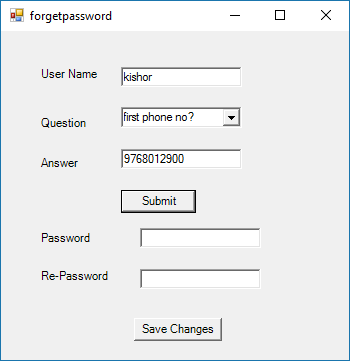 forgetpassword
User Name kishor
Question first phone no?
Answer 9768012900
Submit
Password
Re-Password
Save Changes